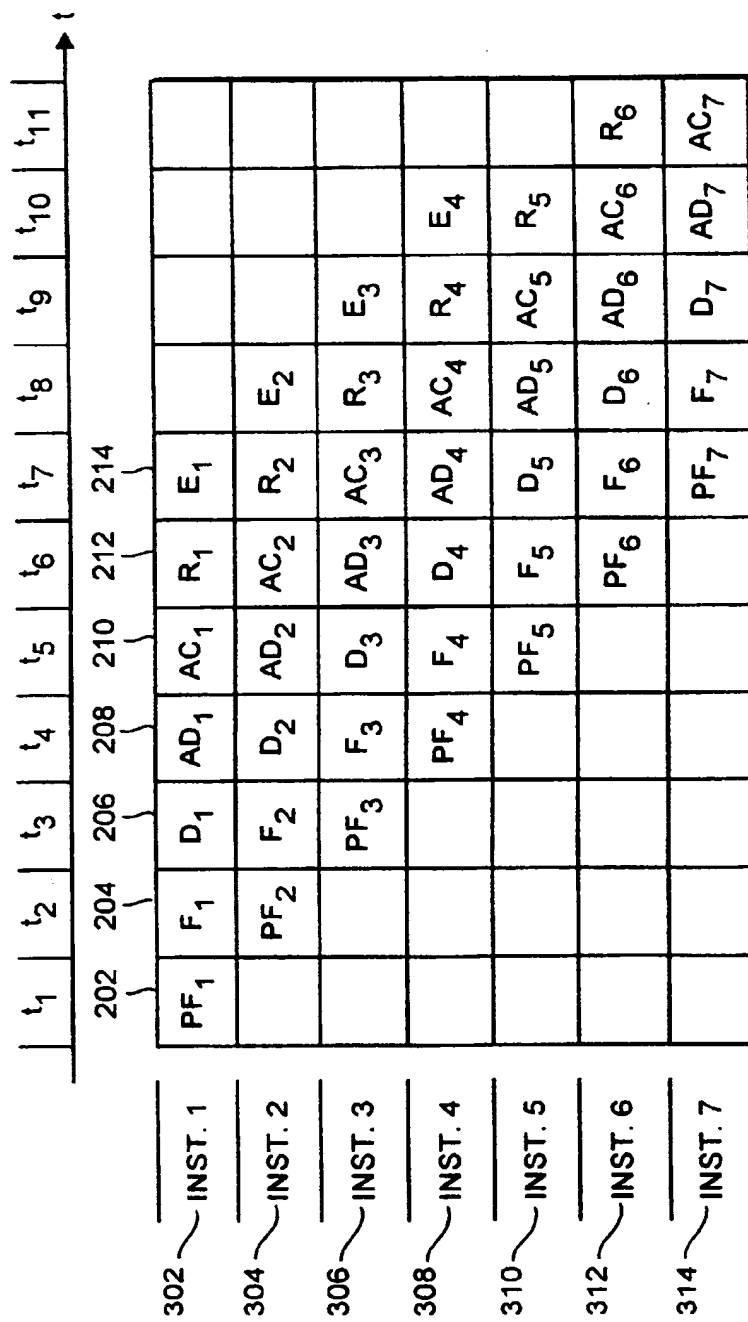 t₁ t₂ t₃ t₄ t₅ t₆ t₇ t₈ t₉ t₁₀ t₁₁ t
202 204 206 208 210 212 214
302 INST. 1 PF₁ F₁ D₁ AD₁ AC₁ R₁ E₁
304 INST. 2 PF₂ F₂ D₂ AD₂ AC₂ R₂ E₂
306 INST. 3 PF₃ F₃ D₃ AD₃ AC₃ R₃ E₃
308 INST. 4 PF₄ F₄ D₄ AD₄ AC₄ R₄ E₄
310 INST. 5 PF₅ F₅ D₅ AD₅ AC₅ R₅
312 INST. 6 PF₆ F₆ D₆ AD₆ AC₆ R₆
314 INST. 7 PF₇ F₇ D₇ AD₇ AC₇